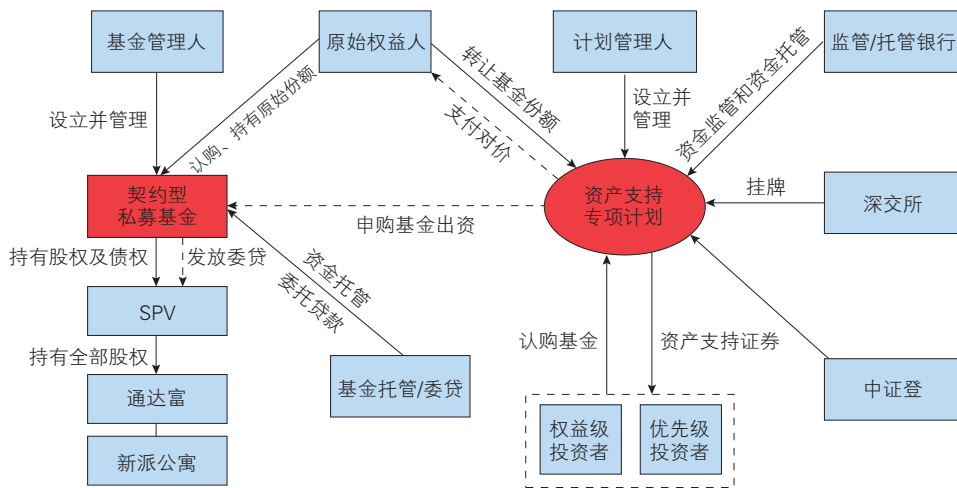 基金管理人
原始权益人
计划管理人
监管/托管银行
设立并管理
认购、持有原始份额
转让基金份额
支付对价
设立并
管理
资金监管和资金托管
契约型
私募基金
申购基金出资
资产支持
专项计划
挂牌
深交所
持有股权及债权
发放委贷
资金托管
委托贷款
SPV
持有全部股权
认购基金
资产支持证券
通达富
基金托管/委贷
中证登
新派公寓
权益级
投资者
优先级
投资者